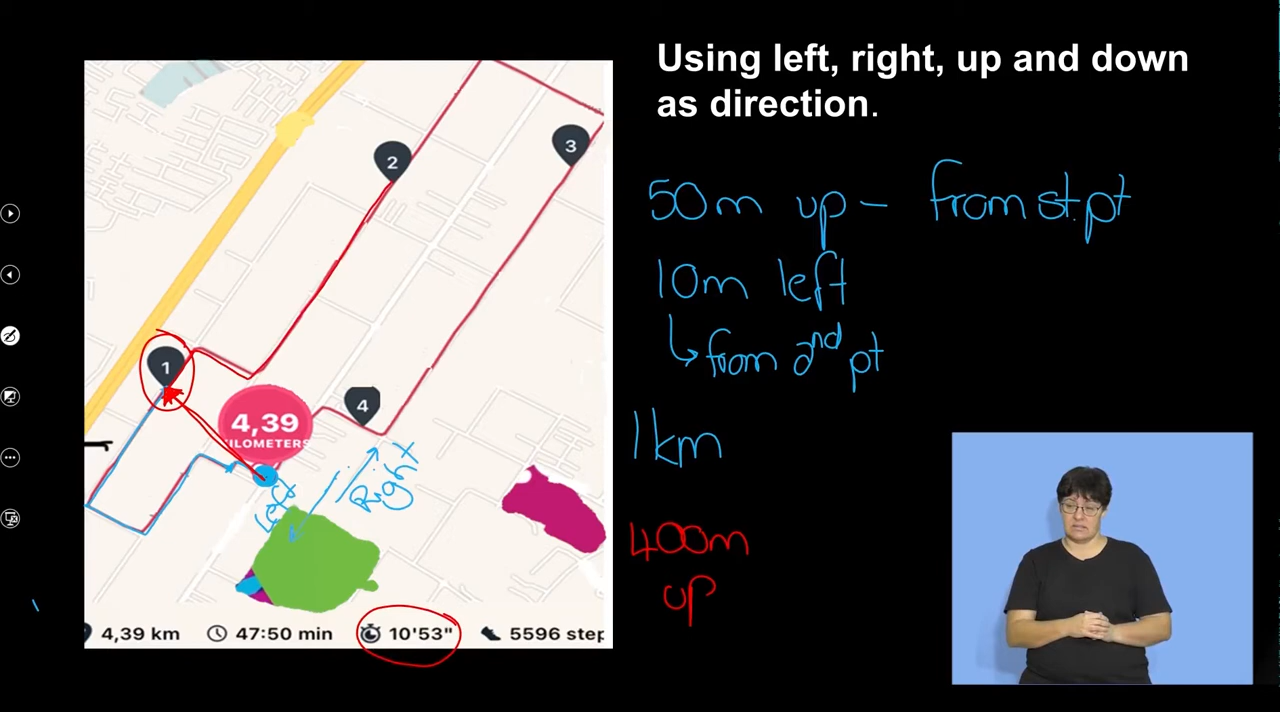 Using left, right, up and down
as direction.
50m up - from st. pt
10m left
from 2nd pt
1km
400m
up
2
3
1
4
4,39
KILOMETERS
Left
Right
4,39 km
47:50 min
10'53"
5596 step